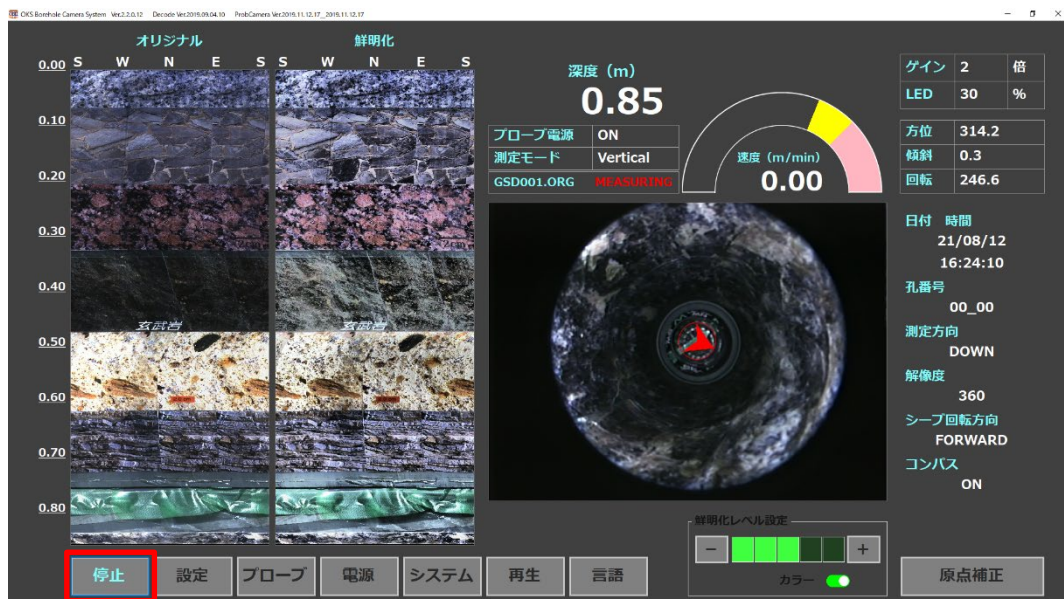 OKS Borehole Camera System Ver.2.2.0.12 Decode Ver.2019.09.04.10 ProbCamera Ver.2019.11.12.17_2019.11.12.17
オリジナル 鮮明化
S W N E S S W N E S
0.00
0.10
0.20
0.30
0.40
玄武岩 玄武岩
0.50
0.60
0.70
0.80
深度（m）
0.85
プローブ電源 ON
測定モード Vertical
GSD001.ORG MEASURING
速度（m/min）
0.00
ゲイン 2 倍
LED 30 %
方位 314.2
傾斜 0.3
回転 246.6
日付 時間
21/08/12
16:24:10
孔番号
00_00
測定方向
DOWN
解像度
360
シーブ回転方向
FORWARD
コンパス
ON
鮮明化レベル設定
− +
カラー
停止 設定 プローブ 電源 システム 再生 言語 原点補正